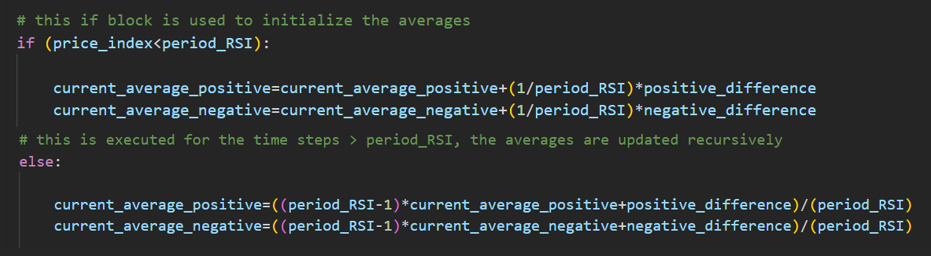 # this if block is used to initialize the averages
if (price_index<period_RSI):
current_average_positive=current_average_positive+(1/period_RSI)*positive_difference
current_average_negative=current_average_negative+(1/period_RSI)*negative_difference
# this is executed for the time steps > period_RSI, the averages are updated recursively
else:
current_average_positive=((period_RSI-1)*current_average_positive+positive_difference)/(period_RSI)
current_average_negative=((period_RSI-1)*current_average_negative+negative_difference)/(period_RSI)